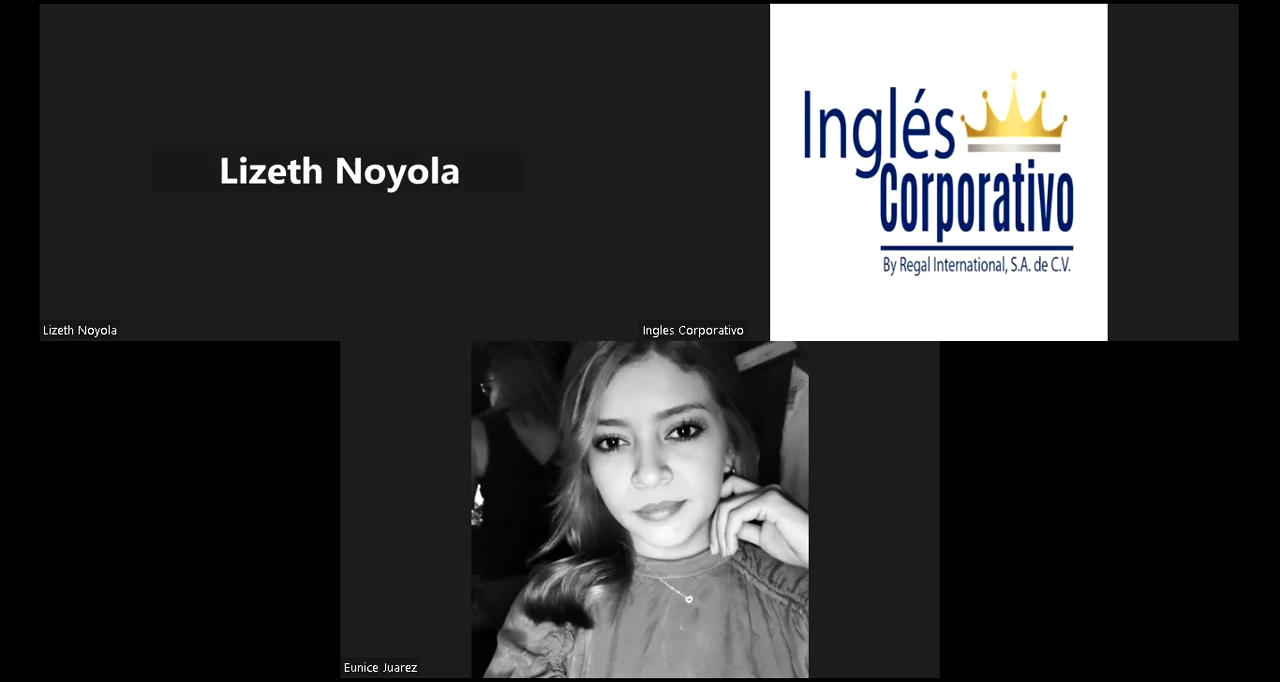 Lizeth Noyola
Lizeth Noyola
Inglés
Corporativo
By Regal International, S.A. de C.V.
Ingles Corporativo
Eunice Juarez